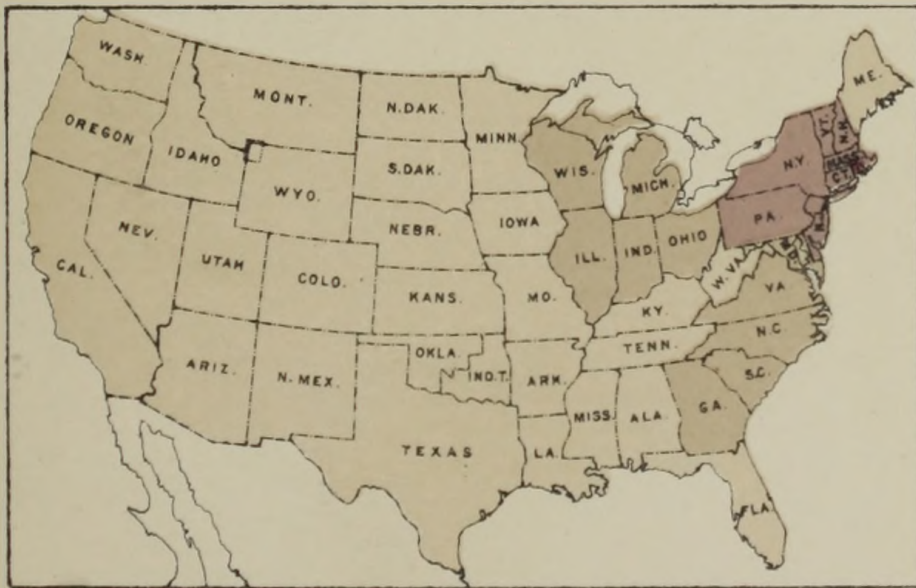 WASH.
MONT.
N.DAK.
MINN.
ME.
OREGON
IDAHO
VT.
N.H.
WIS.
S.DAK.
MICH.
N.Y.
MASS
CT.
WYO.
NEV.
NEBR.
IOWA
PA.
N.J.
ILL.
IND.
OHIO
W.VA.
CAL.
UTAH
COLO.
KANS.
MO.
VA
KY.
N.C.
TENN.
OKLA.
IND.T.
ARIZ.
N.MEX.
ARK.
S.C.
MISS.
ALA.
GA.
TEXAS
LA.
FLA.